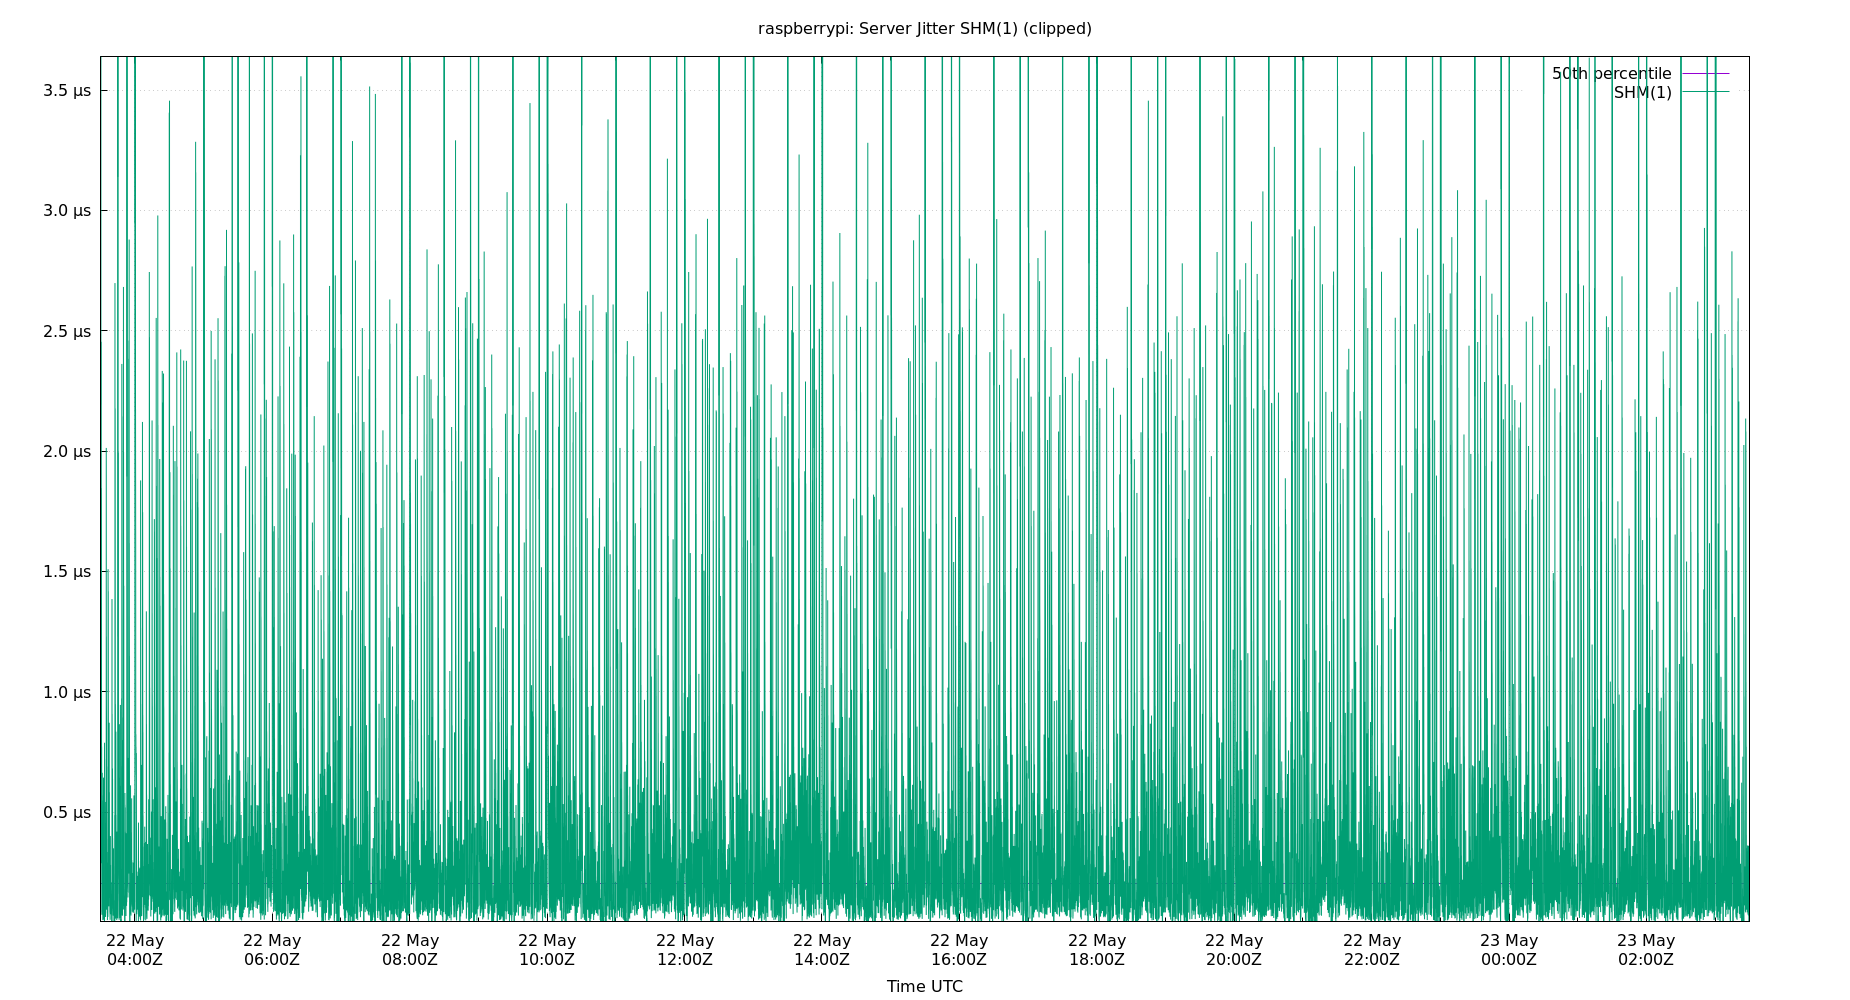 raspberrypi: Server Jitter SHM(1) (clipped)
50th percentile
SHM(1)
3.5 µs
3.0 µs
2.5 µs
2.0 µs
1.5 µs
1.0 µs
0.5 µs
22 May 22 May 22 May 22 May 22 May 22 May 22 May 22 May 22 May 22 May 23 May 23 May
04:00Z 06:00Z 08:00Z 10:00Z 12:00Z 14:00Z 16:00Z 18:00Z 20:00Z 22:00Z 00:00Z 02:00Z
Time UTC